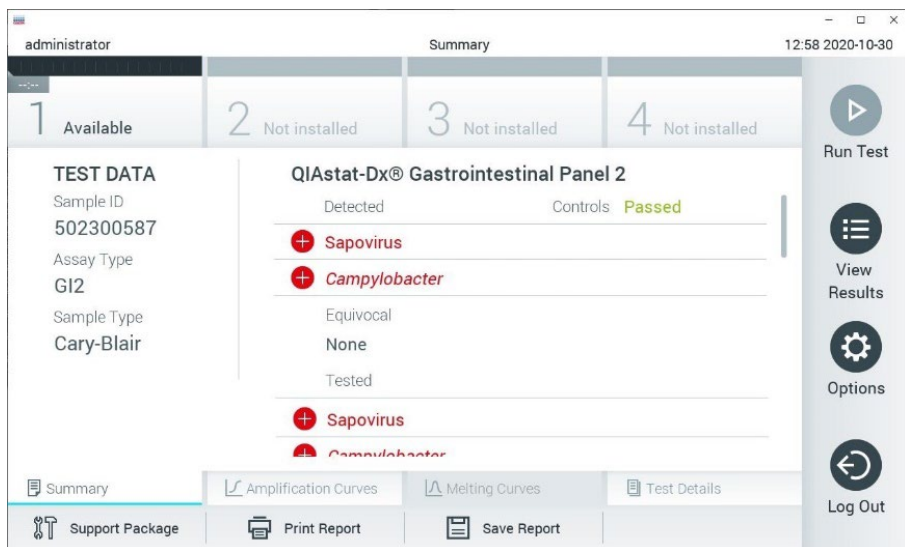 administrator Summary 12:58 2020-10-30
--:--
1 Available 2 Not installed 3 Not installed 4 Not installed
Run Test
TEST DATA
Sample ID
502300587
Assay Type
GI2
Sample Type
Cary-Blair
QIAstat-Dx® Gastrointestinal Panel 2
Detected Controls Passed
Sapovirus
Campylobacter
Equivocal
None
Tested
Sapovirus
Campylobacter
View
Results
Options
Log Out
Summary Amplification Curves Melting Curves Test Details
Support Package Print Report Save Report